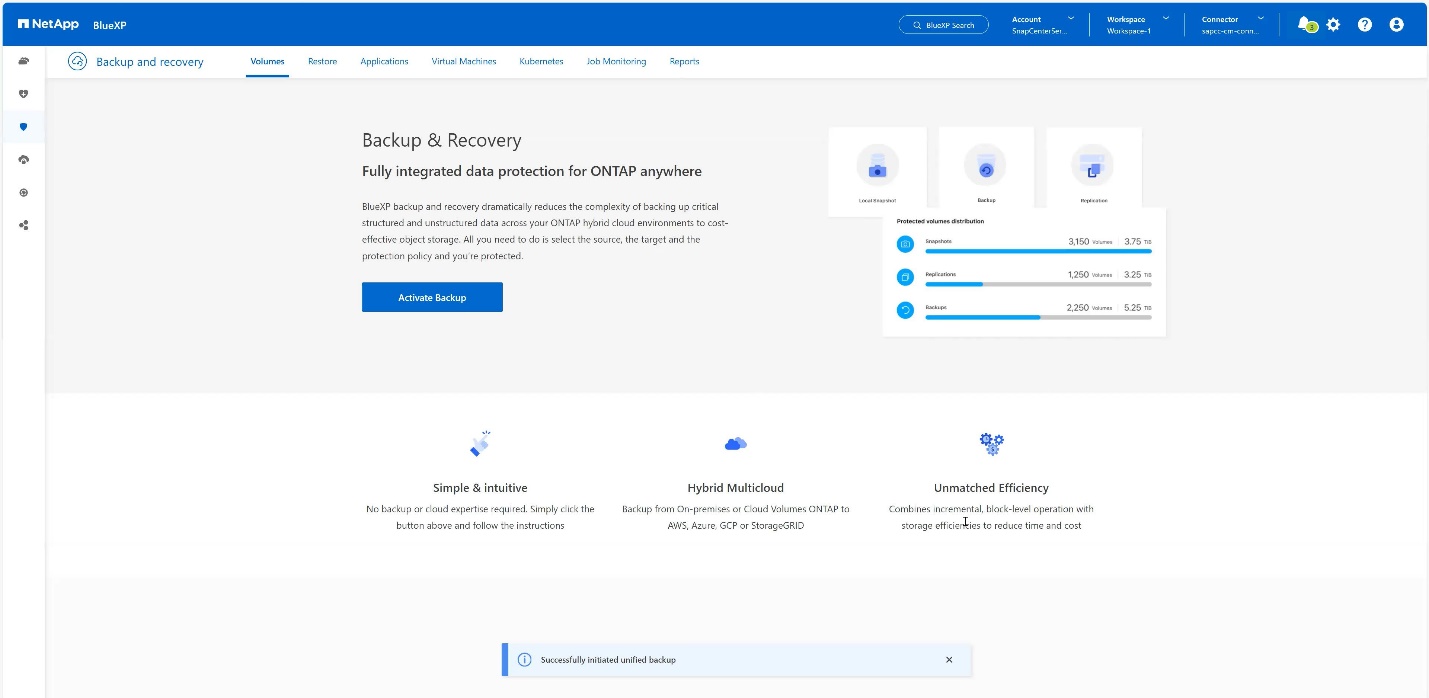 NetApp BlueXP
BlueXP Search
Account
SnapCenterSer...
Workspace
Workspace-1
Connector
sapcc-cm-conn...
3
Backup and recovery
Volumes
Restore
Applications
Virtual Machines
Kubernetes
Job Monitoring
Reports
Backup & Recovery
Fully integrated data protection for ONTAP anywhere
BlueXP backup and recovery dramatically reduces the complexity of backing up critical
structured and unstructured data across your ONTAP hybrid cloud environments to cost-
effective object storage. All you need to do is select the source, the target and the
protection policy and you're protected.
Activate Backup
Local Snapshot
Backup
Replication
Protected volumes distribution
Snapshots 3,150 Volumes 3.75 TiB
Replications 1,250 Volumes 3.25 TiB
Backups 2,250 Volumes 5.25 TiB
Simple & intuitive
No backup or cloud expertise required. Simply click the
button above and follow the instructions
Hybrid Multicloud
Backup from On-premises or Cloud Volumes ONTAP to
AWS, Azure, GCP or StorageGRID
Unmatched Efficiency
Combines incremental, block-level operation with
storage efficiencies to reduce time and cost
Successfully initiated unified backup